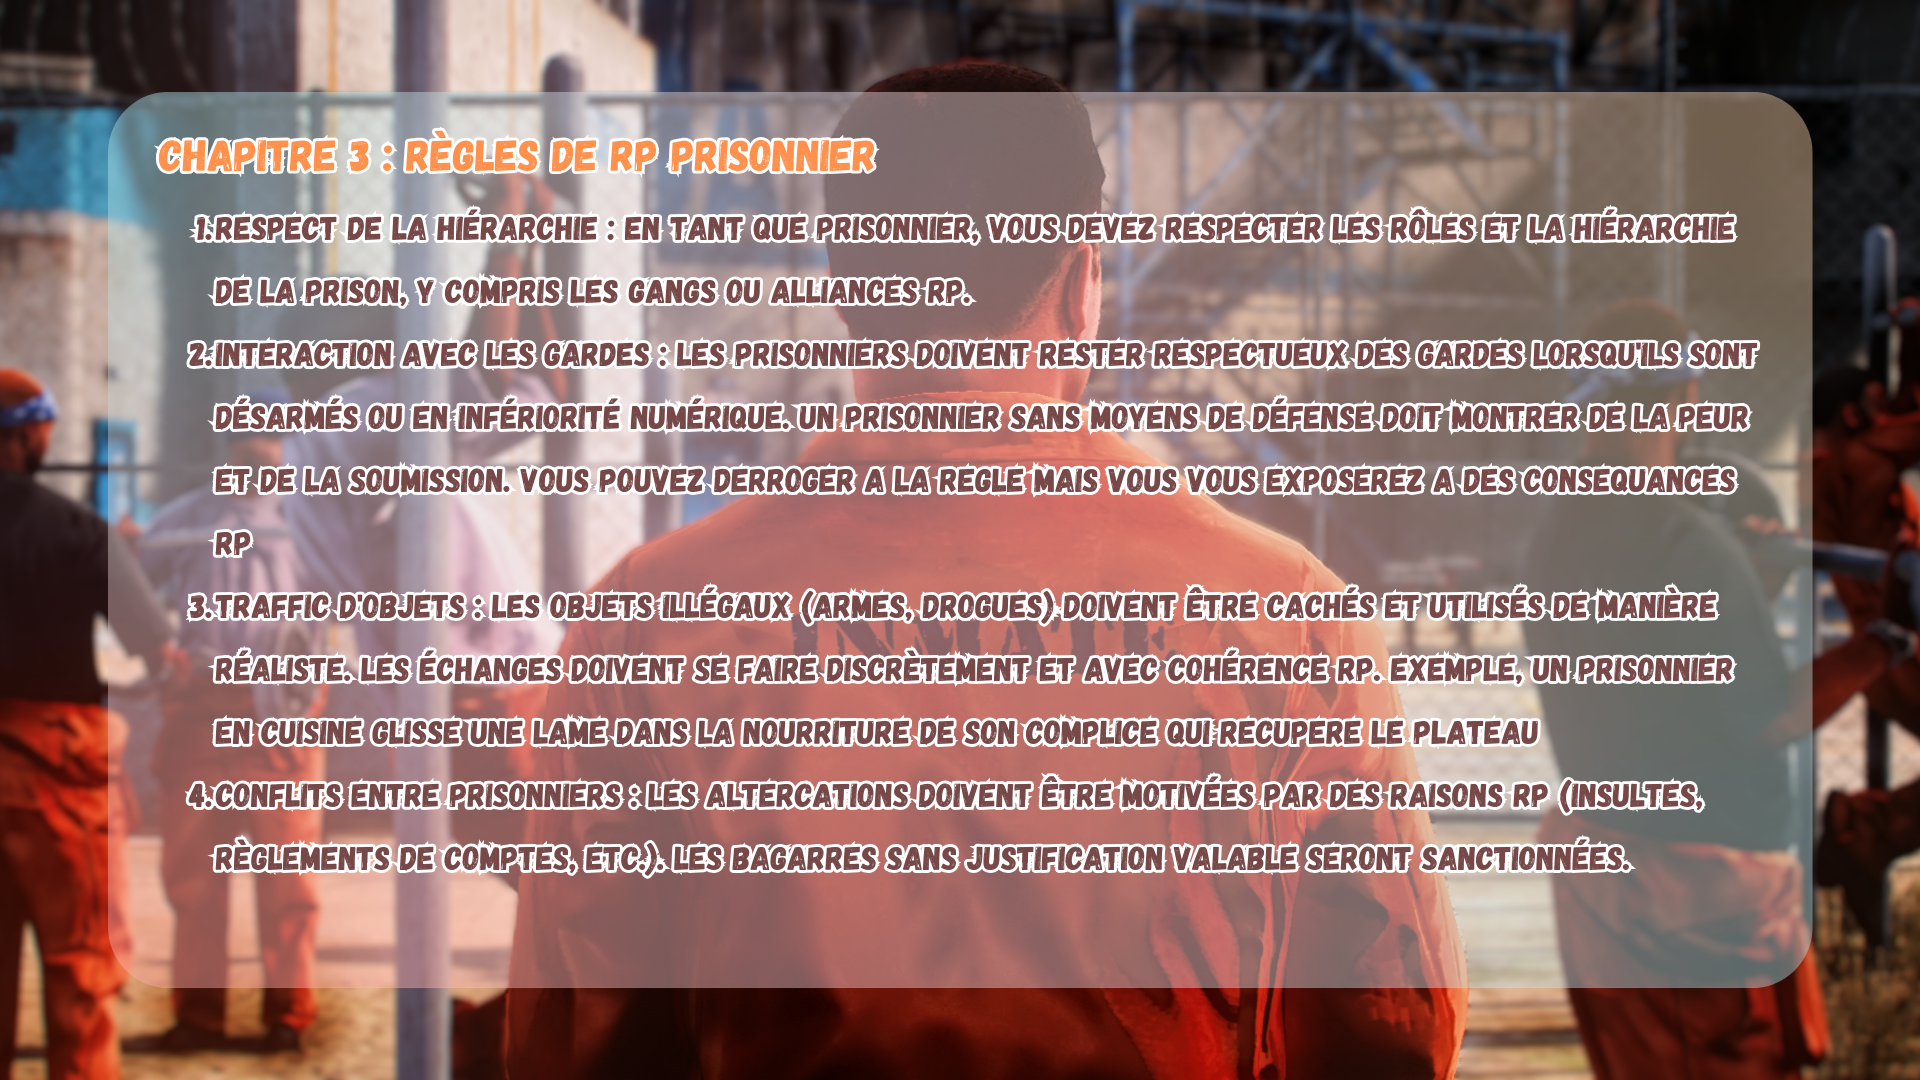 CHAPITRE 3 : RÈGLES DE RP PRISONNIER
1.RESPECT DE LA HIÉRARCHIE : EN TANT QUE PRISONNIER, VOUS DEVEZ RESPECTER LES RÔLES ET LA HIÉRARCHIE
DE LA PRISON, Y COMPRIS LES GANGS OU ALLIANCES RP.
2.INTERACTION AVEC LES GARDES : LES PRISONNIERS DOIVENT RESTER RESPECTUEUX DES GARDES LORSQU'ILS SONT
DÉSARMÉS OU EN INFÉRIORITÉ NUMÉRIQUE. UN PRISONNIER SANS MOYENS DE DÉFENSE DOIT MONTRER DE LA PEUR
ET DE LA SOUMISSION. VOUS POUVEZ DERROGER A LA REGLE MAIS VOUS VOUS EXPOSEREZ A DES CONSEQUANCES
RP
3.TRAFFIC D'OBJETS : LES OBJETS ILLÉGAUX (ARMES, DROGUES) DOIVENT ÊTRE CACHÉS ET UTILISÉS DE MANIÈRE
RÉALISTE. LES ÉCHANGES DOIVENT SE FAIRE DISCRÈTEMENT ET AVEC COHÉRENCE RP. EXEMPLE, UN PRISONNIER
EN CUISINE GLISSE UNE LAME DANS LA NOURRITURE DE SON COMPLICE QUI RECUPERE LE PLATEAU
4.CONFLITS ENTRE PRISONNIERS : LES ALTERCATIONS DOIVENT ÊTRE MOTIVÉES PAR DES RAISONS RP (INSULTES,
RÈGLEMENTS DE COMPTES, ETC.). LES BAGARRES SANS JUSTIFICATION VALABLE SERONT SANCTIONNÉES.
INMATE